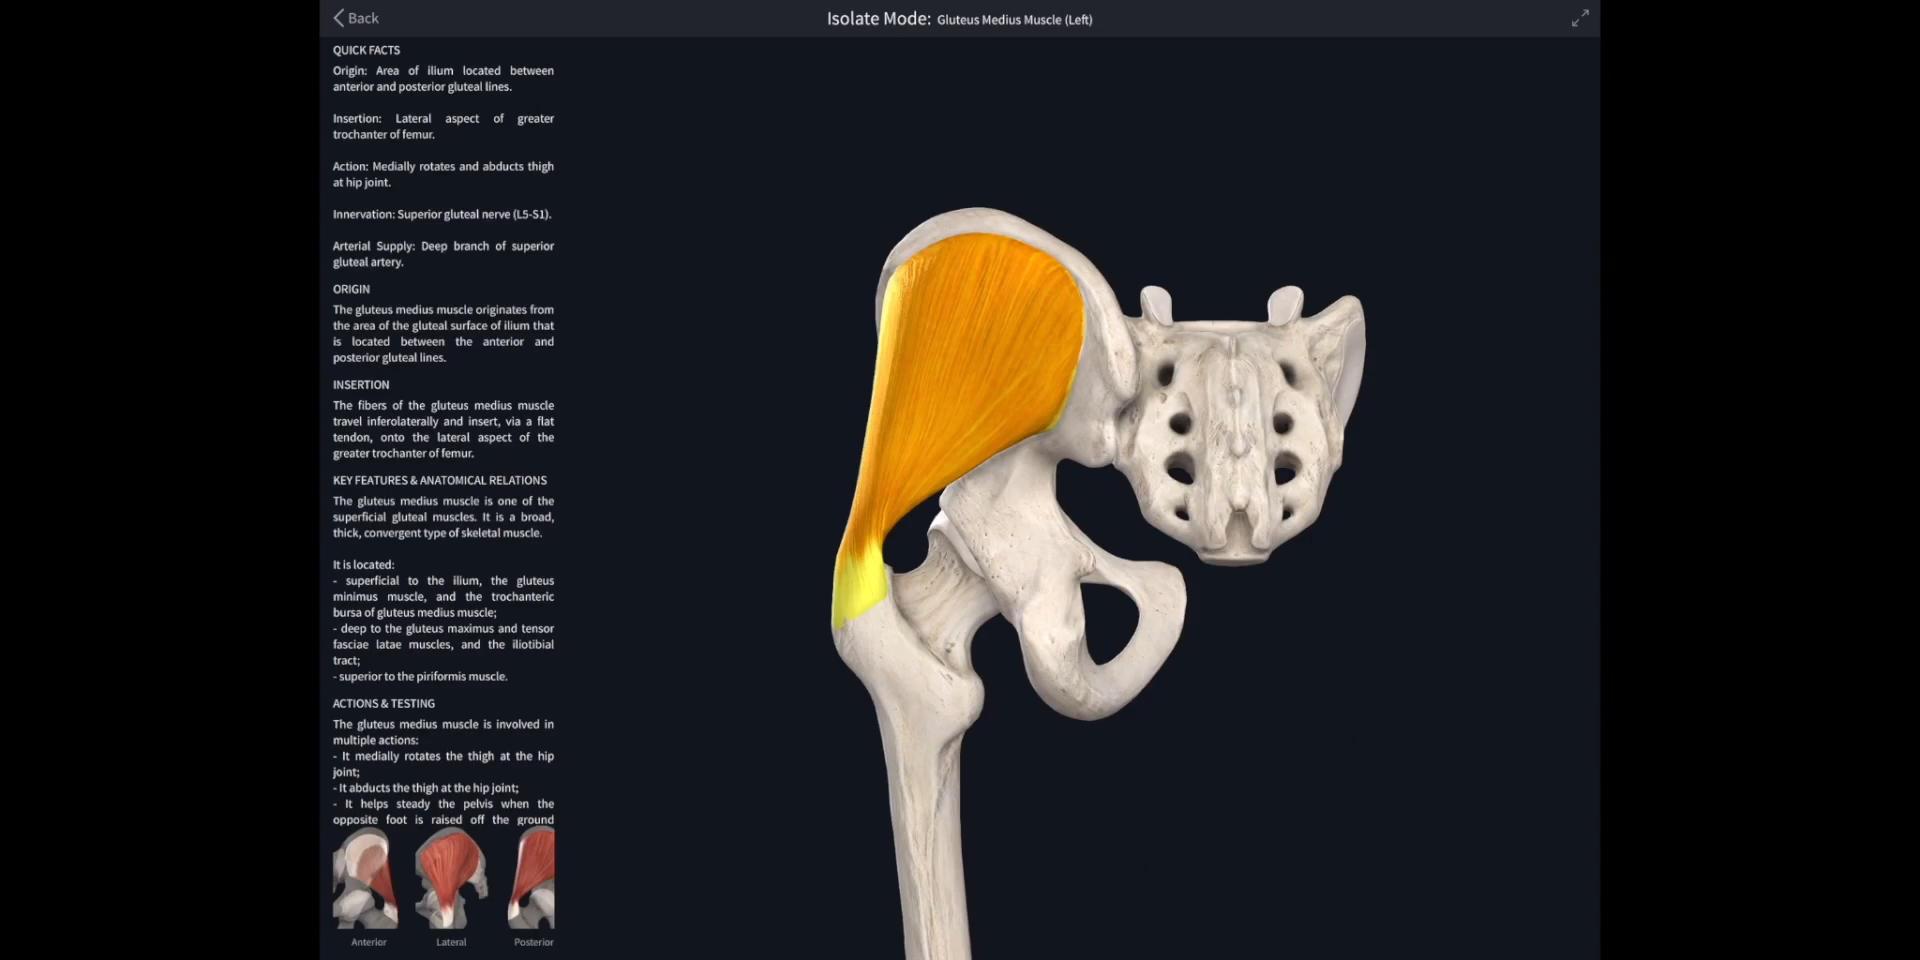 Back
Isolate Mode: Gluteus Medius Muscle (Left)
QUICK FACTS
Origin: Area of ilium located between
anterior and posterior gluteal lines.
Insertion: Lateral aspect of greater
trochanter of femur.
Action: Medially rotates and abducts thigh
at hip joint.
Innervation: Superior gluteal nerve (L5-S1).
Arterial Supply: Deep branch of superior
gluteal artery.
ORIGIN
The gluteus medius muscle originates from
the area of the gluteal surface of ilium that
is located between the anterior and
posterior gluteal lines.
INSERTION
The fibers of the gluteus medius muscle
travel inferolaterally and insert, via a flat
tendon, onto the lateral aspect of the
greater trochanter of femur.
KEY FEATURES & ANATOMICAL RELATIONS
The gluteus medius muscle is one of the
superficial gluteal muscles. It is a broad,
thick, convergent type of skeletal muscle.
It is located:
- superficial to the ilium, the gluteus
minimus muscle, and the trochanteric
bursa of gluteus medius muscle;
- deep to the gluteus maximus and tensor
fasciae latae muscles, and the iliotibial
tract;
- superior to the piriformis muscle.
ACTIONS & TESTING
The gluteus medius muscle is involved in
multiple actions:
- It medially rotates the thigh at the hip
joint;
- It abducts the thigh at the hip joint;
- It helps steady the pelvis when the
opposite foot is raised off the ground
Anterior
Lateral
Posterior